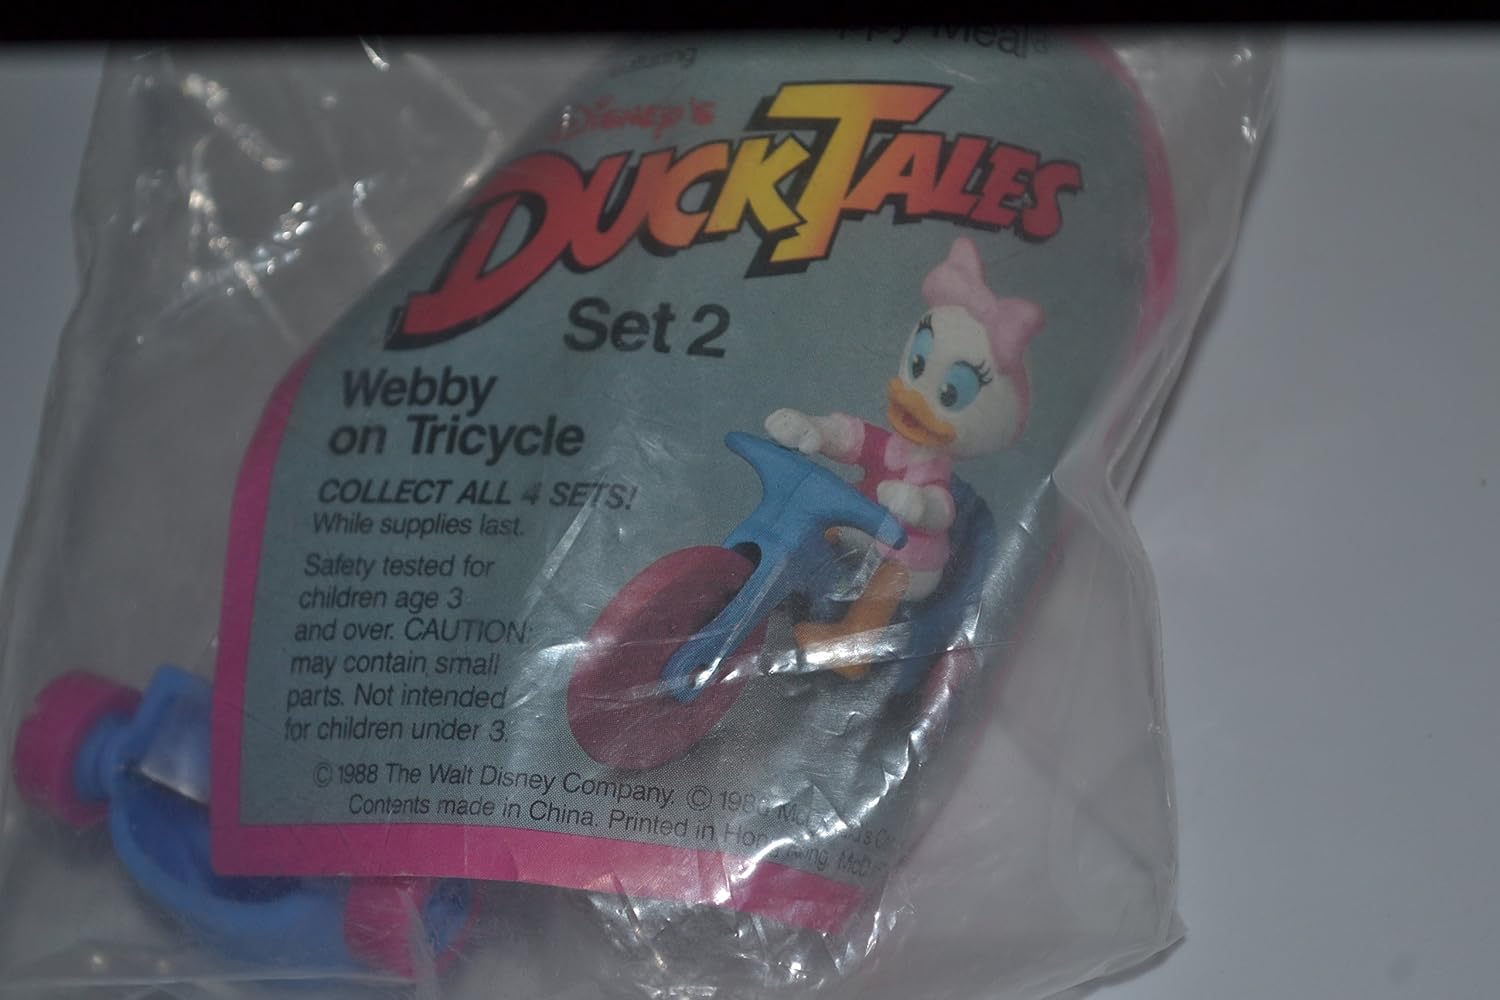 Meal
DISNEY'S
DUCKTALES
Set 2
Webby
on Tricycle
COLLECT ALL 4 SETS!
While supplies last.
Safety tested for
children age 3
and over. CAUTION:
may contain small
parts. Not intended
for children under 3.
© 1988 The Walt Disney Company. ©
Contents made in China. Printed in